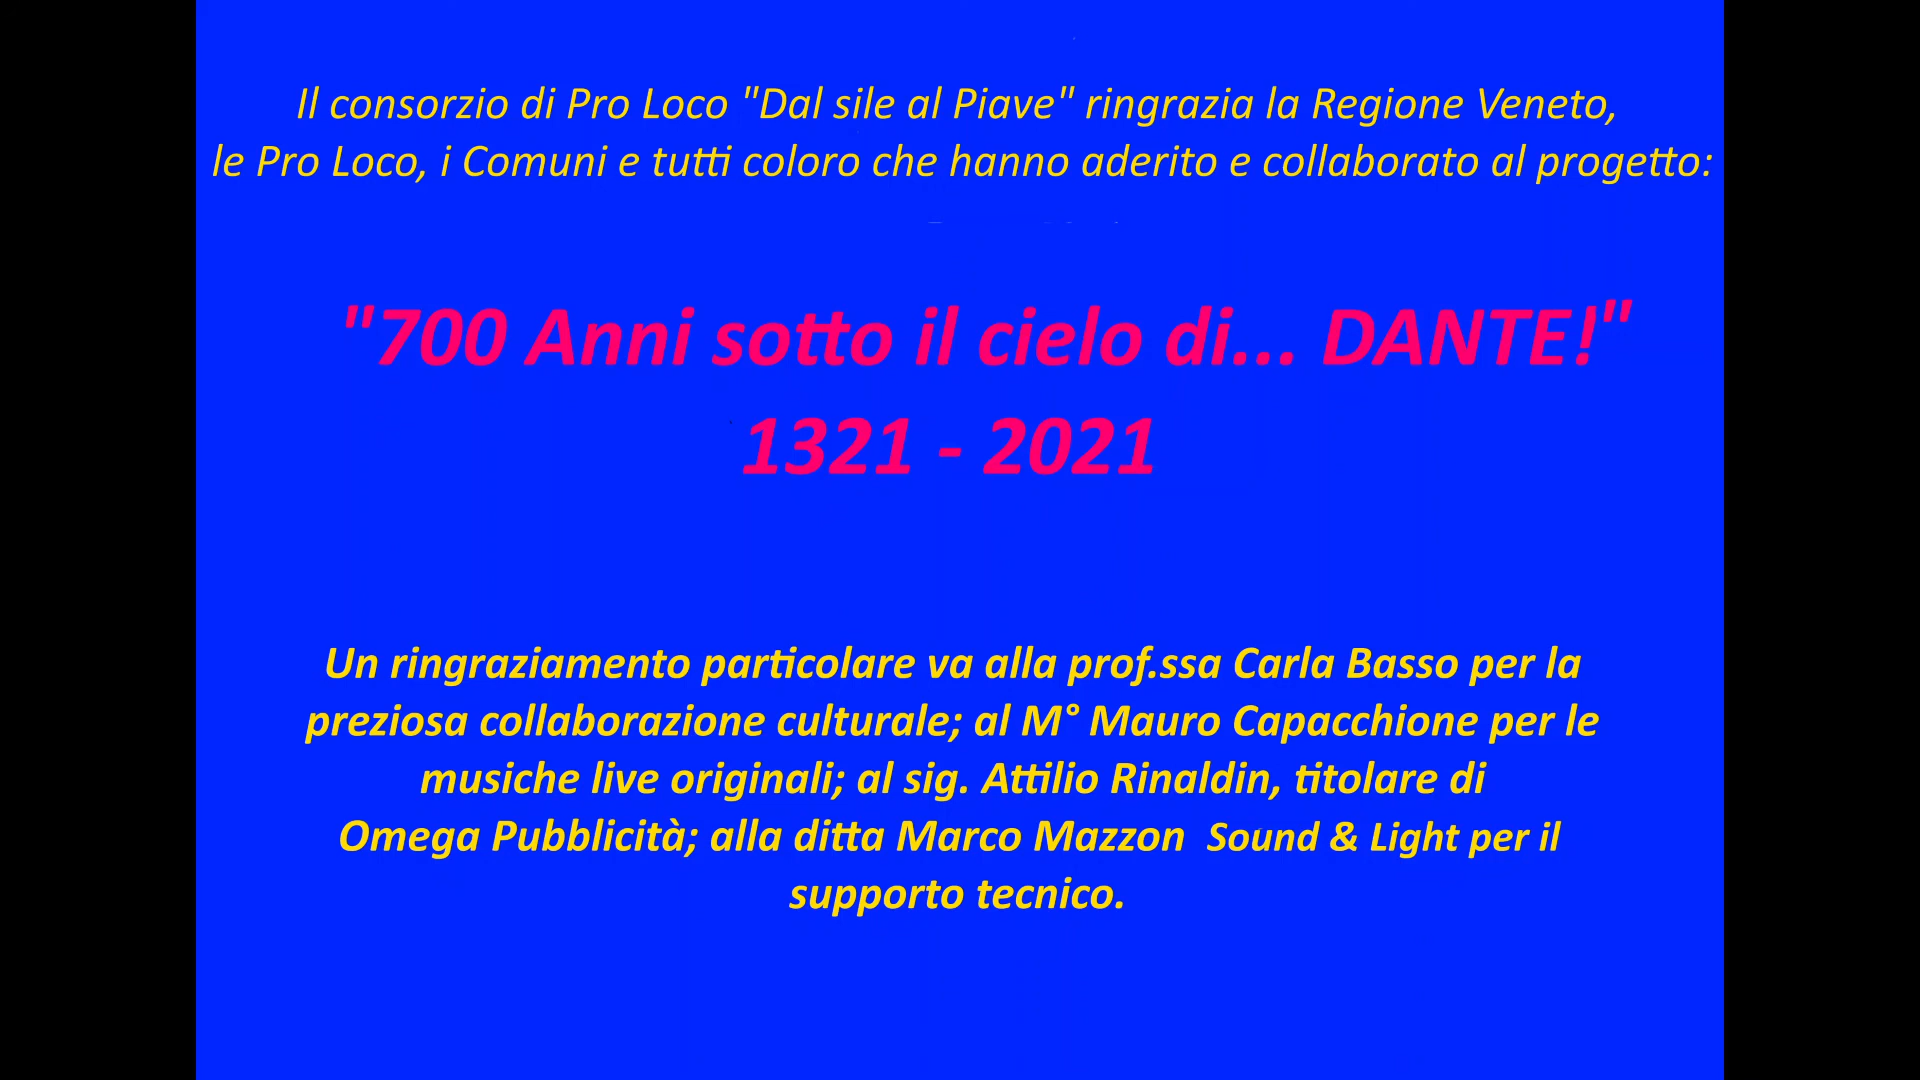 Il consorzio di Pro Loco "Dal sile al Piave" ringrazia la Regione Veneto,
le Pro Loco, i Comuni e tutti coloro che hanno aderito e collaborato al progetto:
"700 Anni sotto il cielo di... DANTE!"
1321 - 2021
Un ringraziamento particolare va alla prof.ssa Carla Basso per la
preziosa collaborazione culturale; al M° Mauro Capacchione per le
musiche live originali; al sig. Attilio Rinaldin, titolare di
Omega Pubblicità; alla ditta Marco Mazzon Sound & Light per il
supporto tecnico.